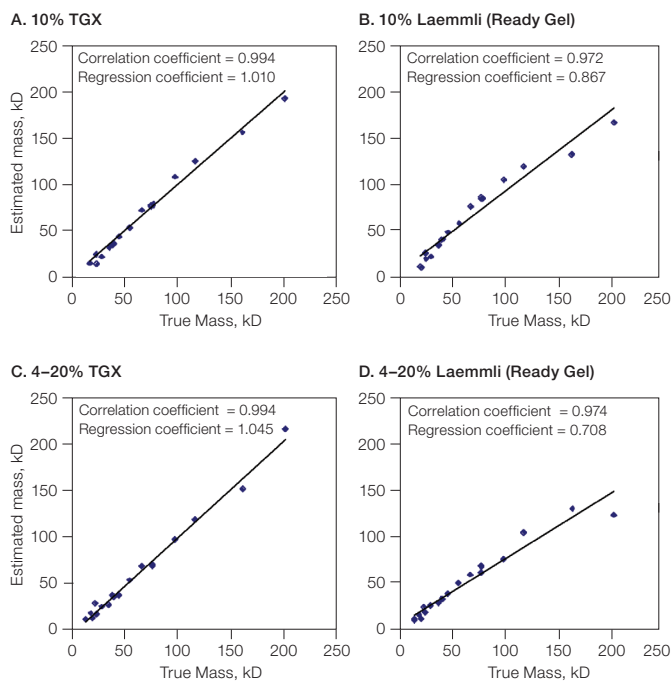 A. 10% TGX
Correlation coefficient = 0.994
Regression coefficient = 1.010
250
200
150
100
50
0
Estimated mass, kD
0 50 100 150 200 250
True Mass, kD
B. 10% Laemmli (Ready Gel)
Correlation coefficient = 0.972
Regression coefficient = 0.867
250
200
150
100
50
0
0 50 100 150 200 250
True Mass, kD
C. 4–20% TGX
Correlation coefficient = 0.994
Regression coefficient = 1.045
250
200
150
100
50
0
Estimated mass, kD
0 50 100 150 200 250
True Mass, kD
D. 4–20% Laemmli (Ready Gel)
Correlation coefficient = 0.974
Regression coefficient = 0.708
250
200
150
100
50
0
0 50 100 150 200 250
True Mass, kD